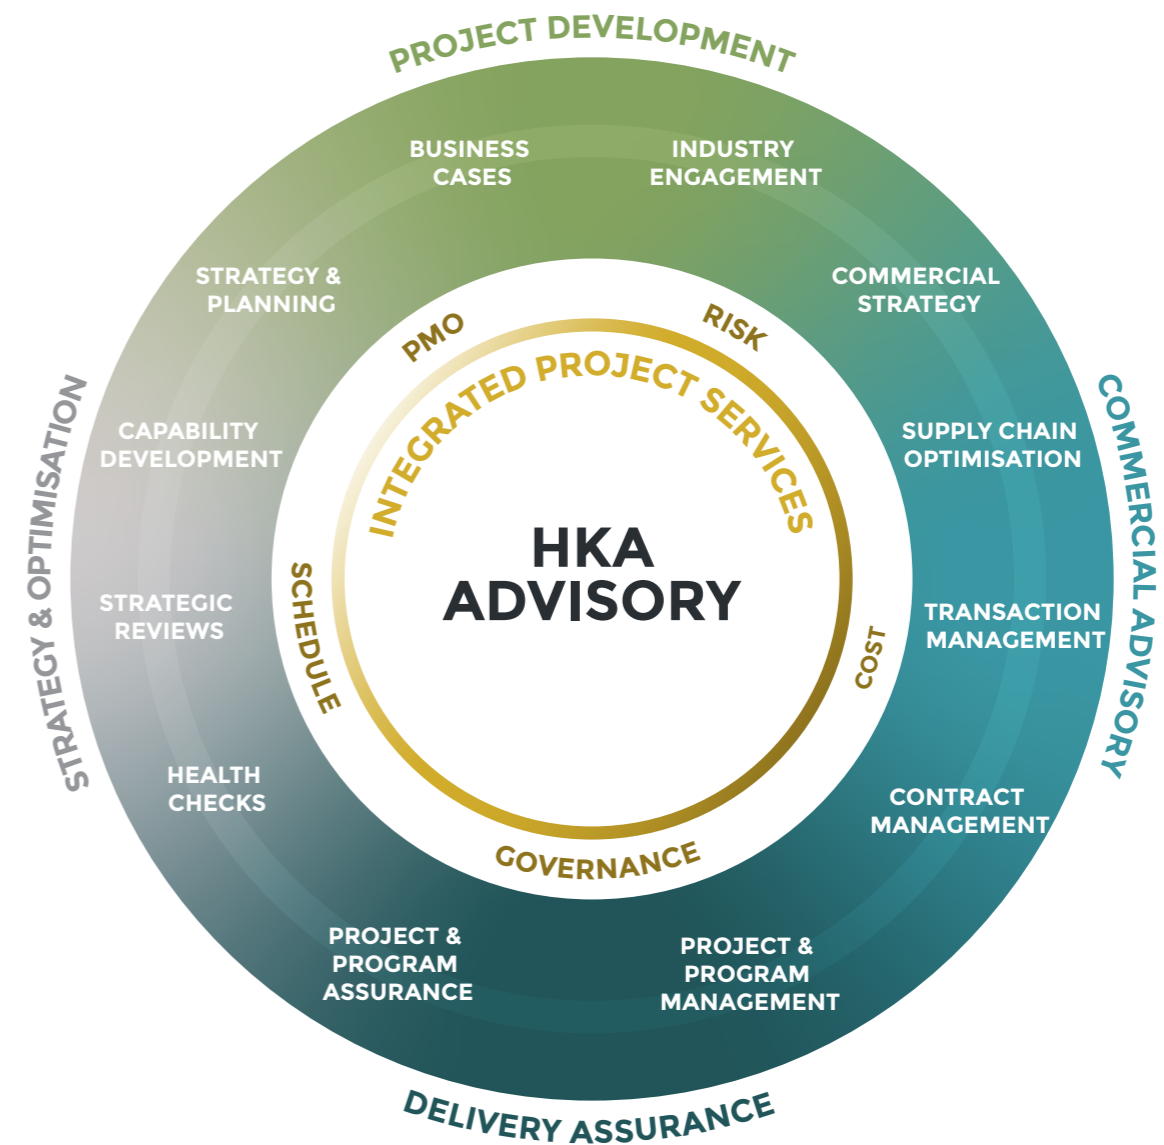 PROJECT DEVELOPMENT
BUSINESS
CASES
INDUSTRY
ENGAGEMENT
STRATEGY &
PLANNING
COMMERCIAL
STRATEGY
PMO
RISK
INTEGRATED PROJECT SERVICES
STRATEGY & OPTIMISATION
COMMERCIAL ADVISORY
CAPABILITY
DEVELOPMENT
SUPPLY CHAIN
OPTIMISATION
HKA
ADVISORY
SCHEDULE
COST
STRATEGIC
REVIEWS
TRANSACTION
MANAGEMENT
HEALTH
CHECKS
CONTRACT
MANAGEMENT
GOVERNANCE
PROJECT &
PROGRAM
ASSURANCE
PROJECT &
PROGRAM
MANAGEMENT
DELIVERY ASSURANCE